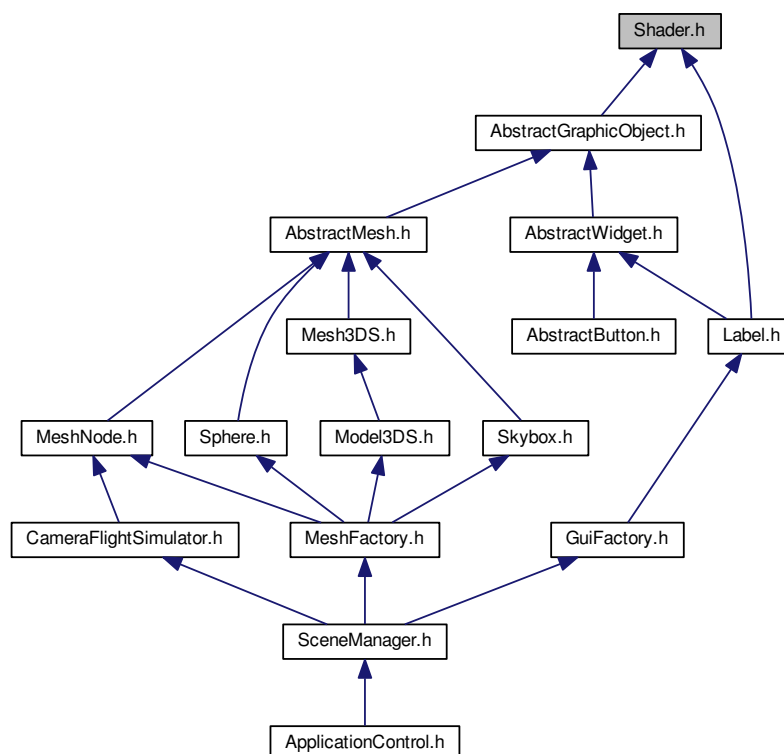 Shader.h
AbstractGraphicObject.h
AbstractMesh.h
AbstractWidget.h
Mesh3DS.h
AbstractButton.h
Label.h
MeshNode.h
Sphere.h
Model3DS.h
Skybox.h
CameraFlightSimulator.h
MeshFactory.h
GuiFactory.h
SceneManager.h
ApplicationControl.h